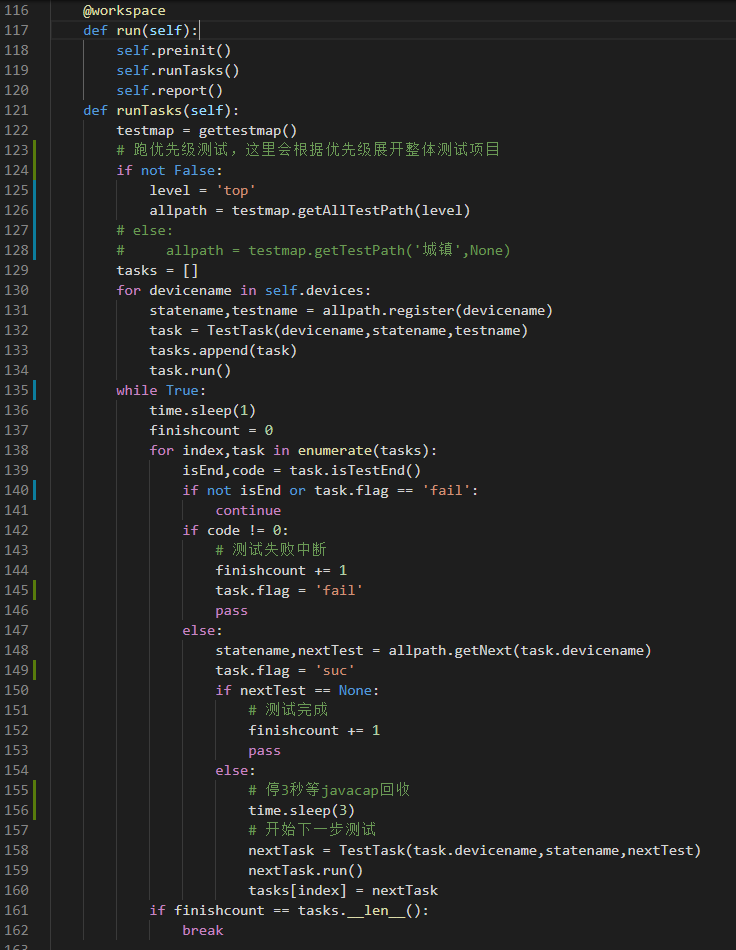 116 @workspace
117 def run(self):
118 self.preinit()
119 self.runTasks()
120 self.report()
121 def runTasks(self):
122 testmap = gettestmap()
123 # 跑优先级测试，这里会根据优先级展开整体测试项目
124 if not False:
125 level = 'top'
126 allpath = testmap.getAllTestPath(level)
127 # else:
128 #     allpath = testmap.getTestPath('城镇',None)
129 tasks = []
130 for devicename in self.devices:
131 statename,testname = allpath.register(devicename)
132 task = TestTask(devicename,statename,testname)
133 tasks.append(task)
134 task.run()
135 while True:
136 time.sleep(1)
137 finishcount = 0
138 for index,task in enumerate(tasks):
139 isEnd,code = task.isTestEnd()
140 if not isEnd or task.flag == 'fail':
141 continue
142 if code != 0:
143 # 测试失败中断
144 finishcount += 1
145 task.flag = 'fail'
146 pass
147 else:
148 statename,nextTest = allpath.getNext(task.devicename)
149 task.flag = 'suc'
150 if nextTest == None:
151 # 测试完成
152 finishcount += 1
153 pass
154 else:
155 # 停3秒等javacap回收
156 time.sleep(3)
157 # 开始下一步测试
158 nextTask = TestTask(task.devicename,statename,nextTest)
159 nextTask.run()
160 tasks[index] = nextTask
161 if finishcount == tasks.__len__():
162 break